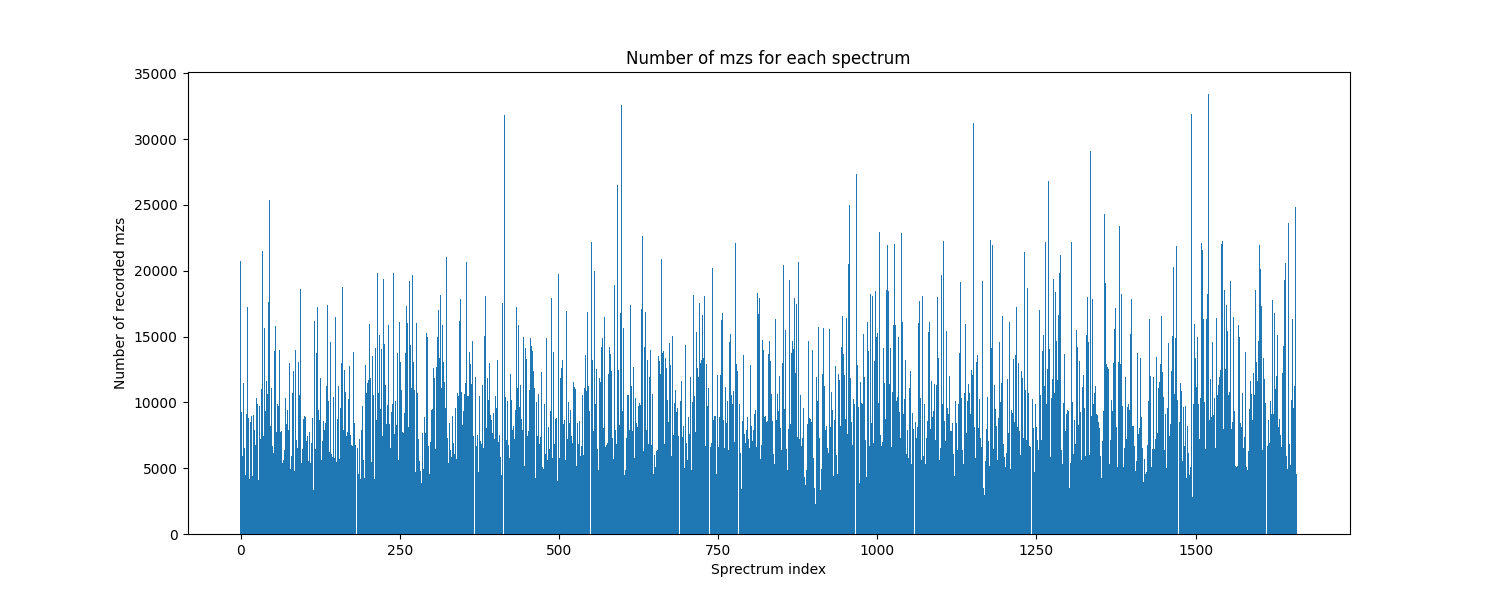 Number of mzs for each spectrum
35000
30000
25000
20000
15000
10000
5000
0
Number of recorded mzs
0 250 500 750 1000 1250 1500
Sprectrum index